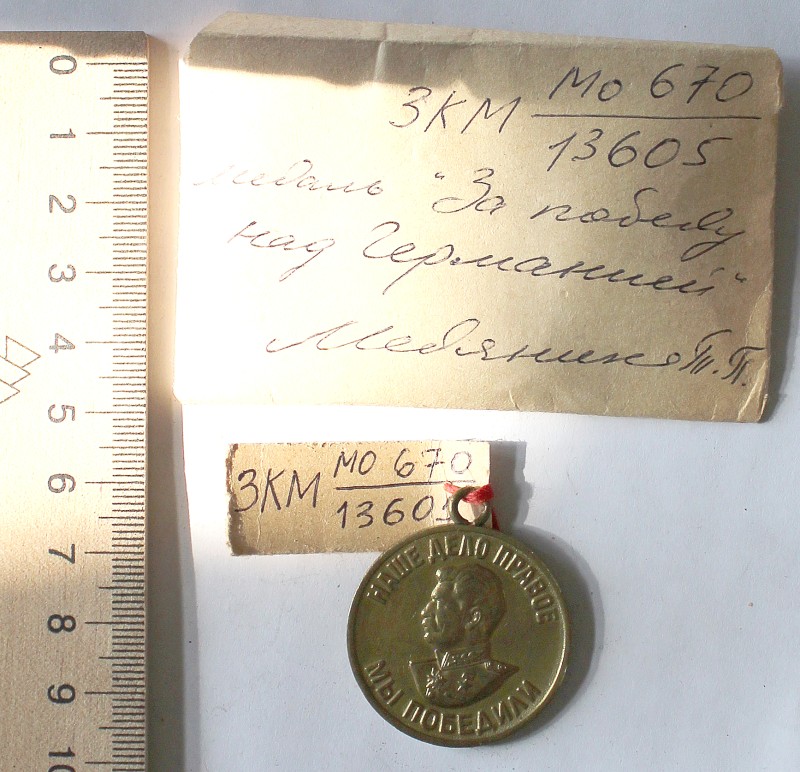 ЗКМ МО 670
13605
медаль "За победу
над Германией"
Т.П.
ЗКМ МО 670
1360
НАШЕ ДЕЛО ПРАВОЕ
МЫ ПОБЕДИЛИ
0
1
2
3
4
5
6
7
8
9
10